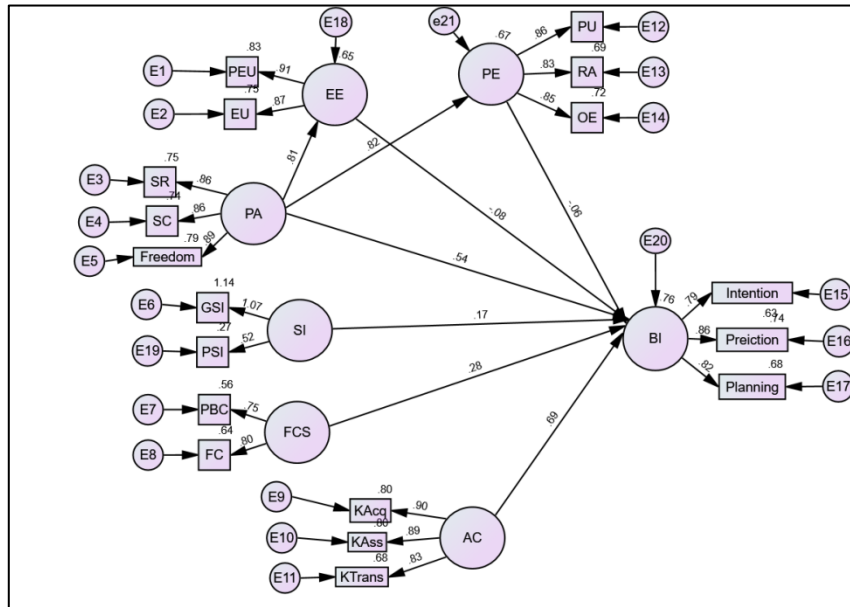 E18
.65
e21
.67
PE
.86
PU
E12
.69
.83
RA
E13
.72
.85
OE
E14
E1
.83
PEU
.91
EE
E2
.75
EU
.87
.81
.82
E3
.75
SR
.86
E4
.74
SC
.86
PA
E5
.79
Freedom
.89
-.08
-.06
.54
E20
.76
BI
.79
Intention
E15
.63
.74
.86
Preiction
E16
.68
.82
Planning
E17
1.14
E6
GSI
1.07
SI
.17
.27
E19
PSI
.52
.56
E7
PBC
.75
FCS
.28
.64
E8
FC
.80
.69
E9
.80
KAcq
.90
E10
.80
KAss
.89
AC
E11
.68
KTrans
.83